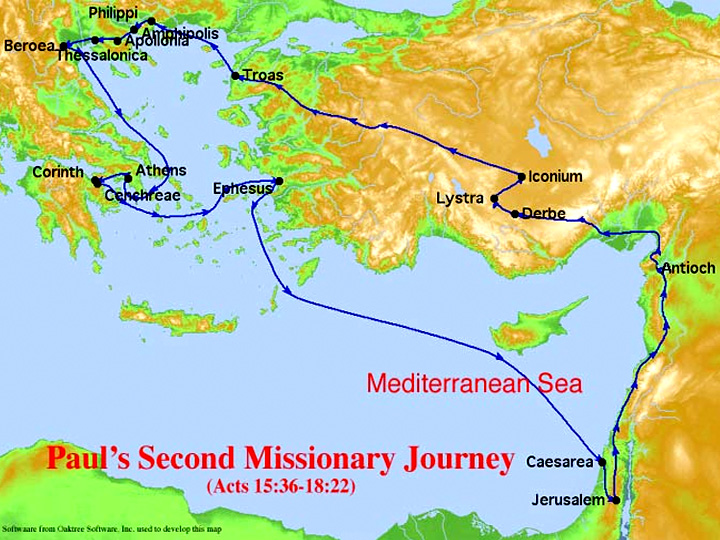 Philippi
Amphipolis
Beroea
Apollonia
Thessalonica
Troas
Corinth
Athens
Cenchreae
Ephesus
Iconium
Lystra
Derbe
Antioch
Mediterranean Sea
Paul's Second Missionary Journey
(Acts 15:36-18:22)
Caesarea
Jerusalem
Softwaare from Oaktree Software, Inc. used to develop this map